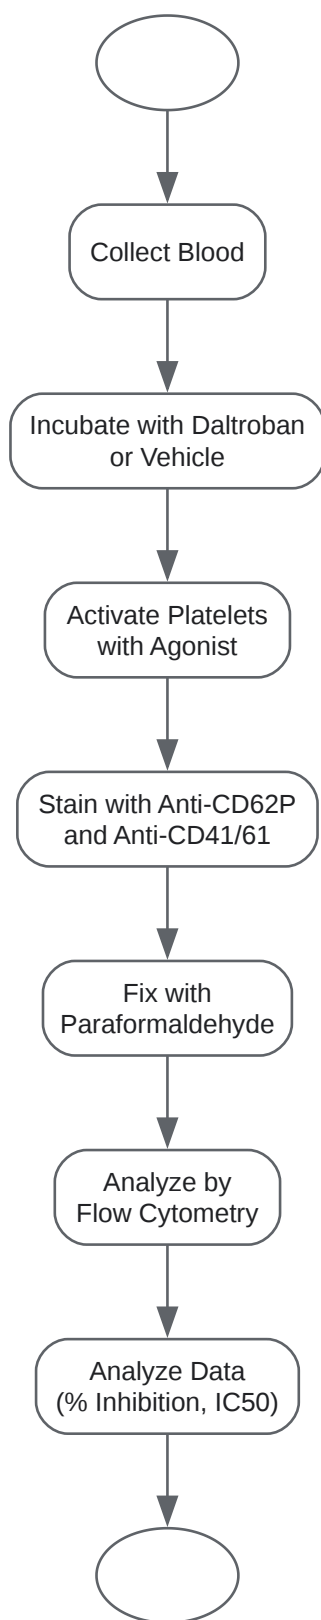 Collect Blood
Incubate with Daltroban
or Vehicle
Activate Platelets
with Agonist
Stain with Anti-CD62P
and Anti-CD41/61
Fix with
Paraformaldehyde
Analyze by
Flow Cytometry
Analyze Data
(% Inhibition, IC50)